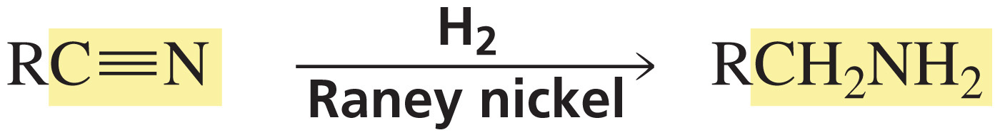 H₂
RC≡N RCH₂NH₂
Raney nickel